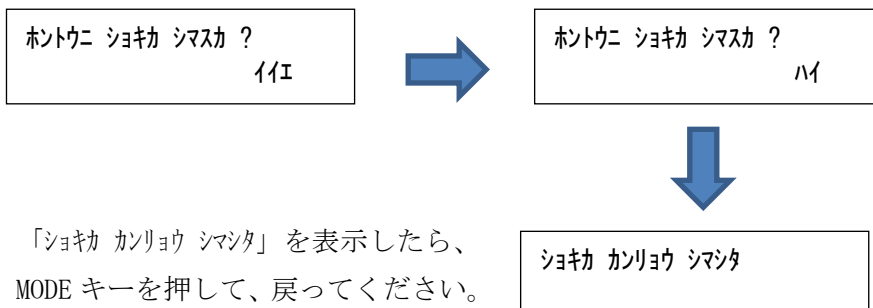 ﾎﾝﾄｳﾆ ｼｮｷｶ ｼﾏｽｶ ?
ｲｲｴ
ﾎﾝﾄｳﾆ ｼｮｷｶ ｼﾏｽｶ ?
ﾊｲ
ｼｮｷｶ ｶﾝﾘｮｳ ｼﾏｼﾀ
「ｼｮｷｶ ｶﾝﾘｮｳ ｼﾏｼﾀ」を表示したら、
MODE キーを押して、戻ってください。